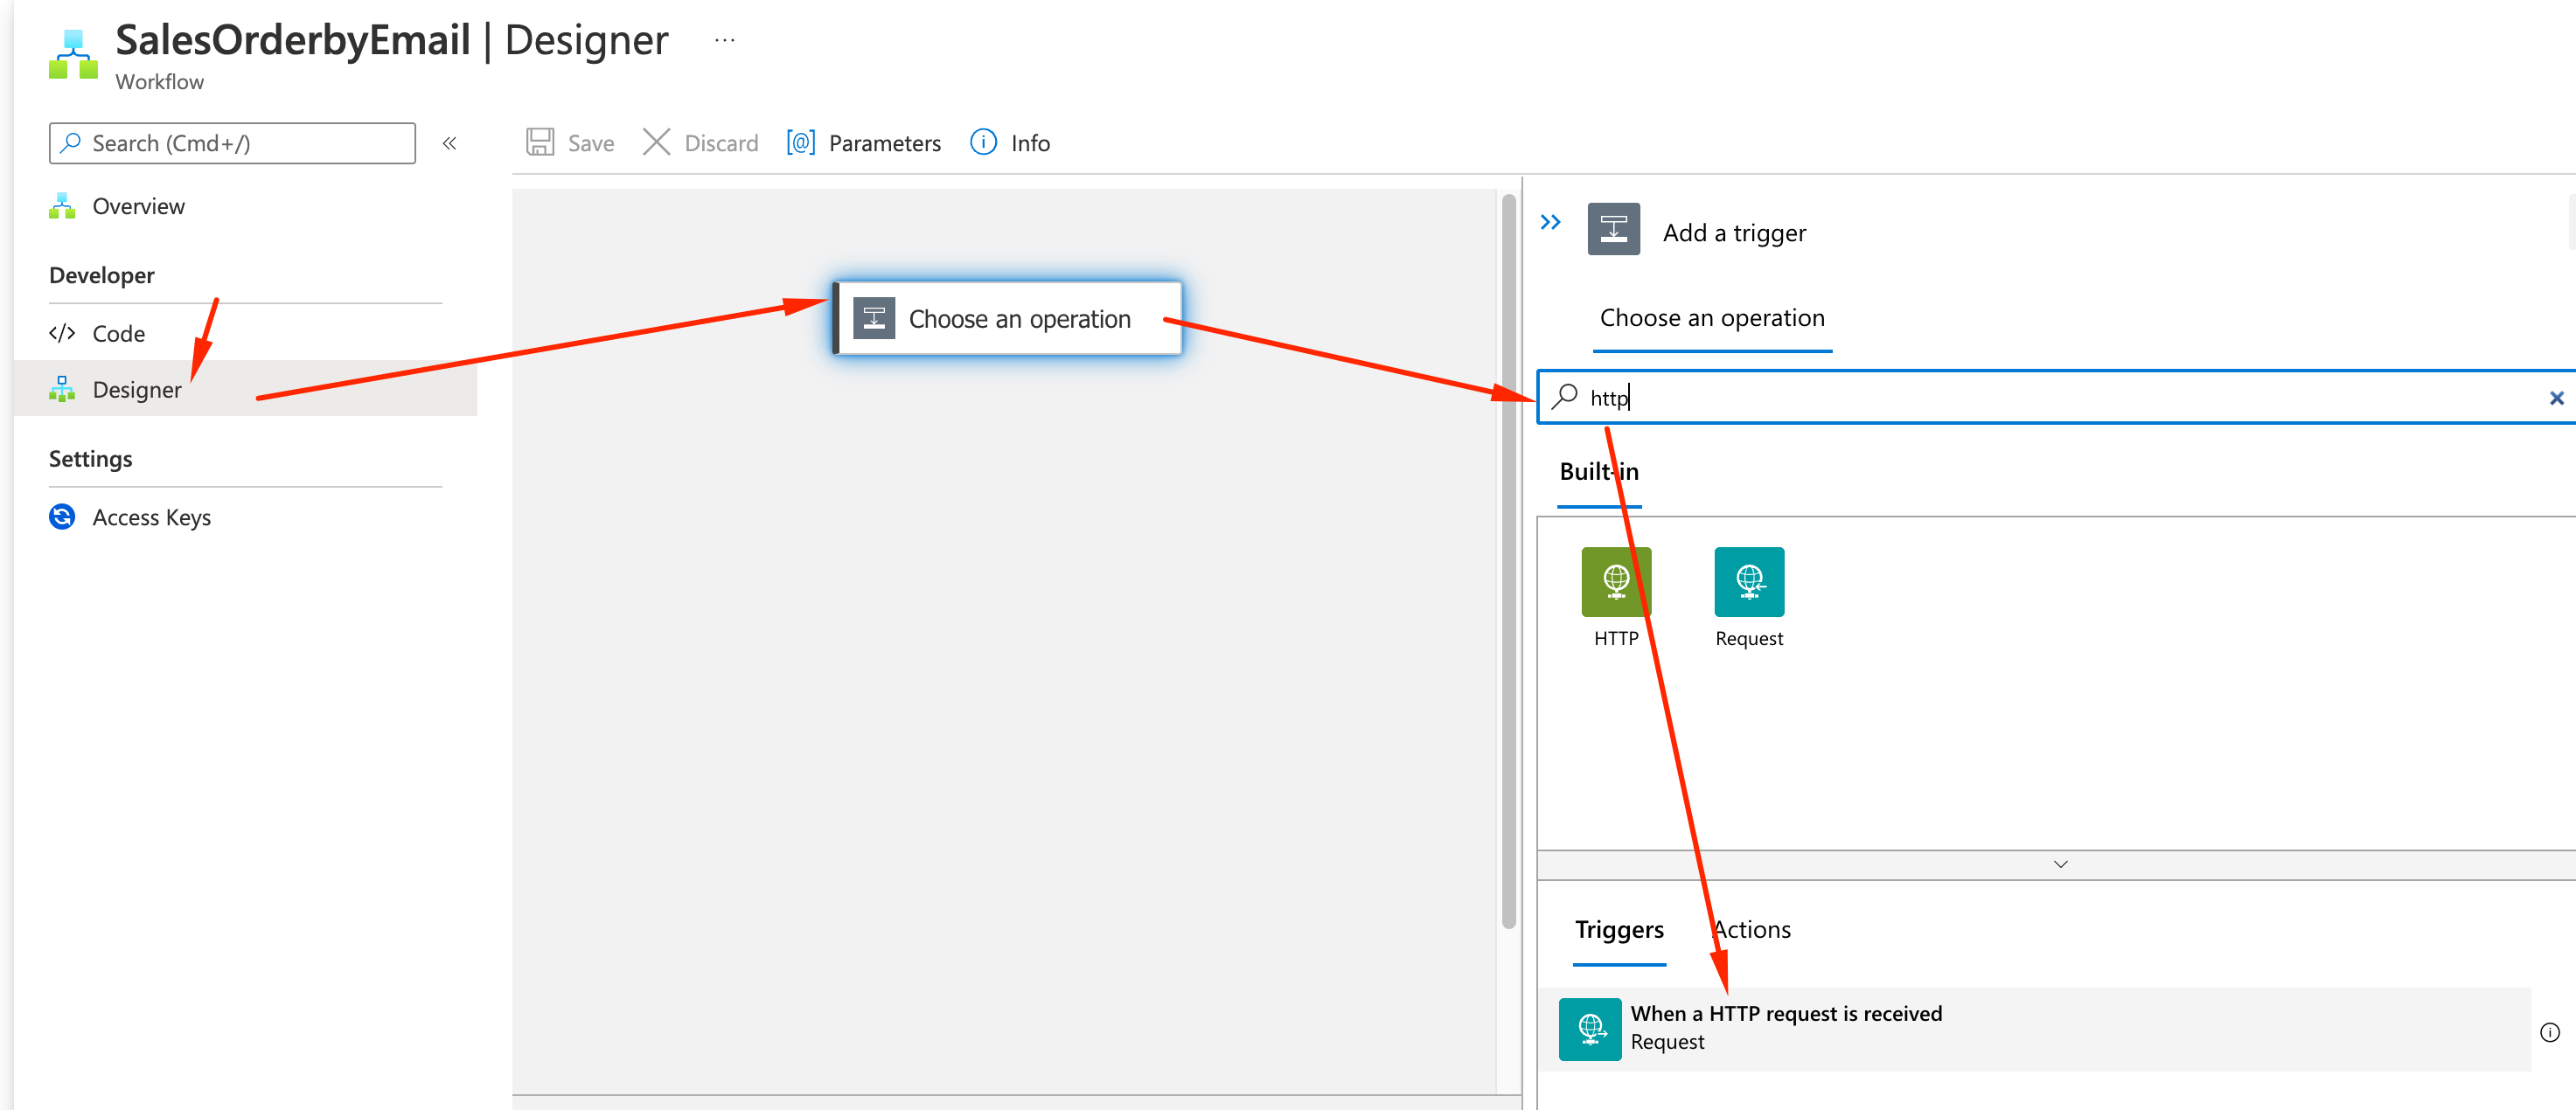 SalesOrderbyEmail | Designer ...
Workflow
Search (Cmd+/)
«
Overview
Developer
</> Code
Designer
Settings
Access Keys
Save
Discard
[@] Parameters
Info
Choose an operation
Add a trigger
Choose an operation
http
Built-in
HTTP
Request
Triggers
Actions
When a HTTP request is received
Request